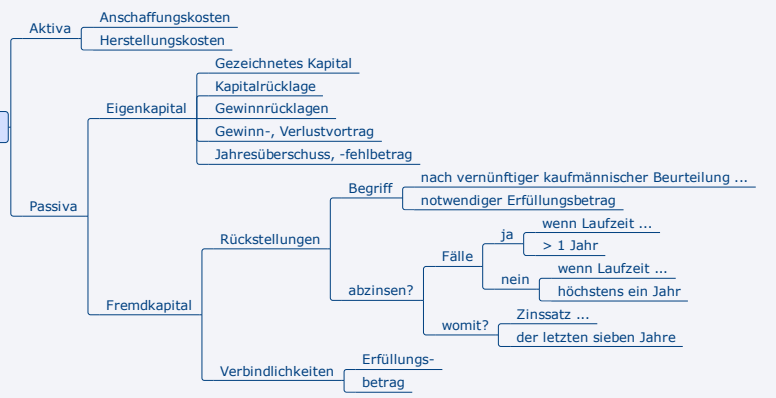 Anschaffungskosten
Aktiva
Herstellungskosten
Gezeichnetes Kapital
Kapitalrücklage
Eigenkapital
Gewinnrücklagen
Gewinn-, Verlustvortrag
Jahresüberschuss, -fehlbetrag
nach vernünftiger kaufmännischer Beurteilung ...
Begriff
notwendiger Erfüllungsbetrag
Passiva
wenn Laufzeit ...
ja
> 1 Jahr
Rückstellungen
Fälle
wenn Laufzeit ...
nein
höchstens ein Jahr
abzinsen?
Fremdkapital
Zinssatz ...
womit?
der letzten sieben Jahre
Erfüllungs-
Verbindlichkeiten
betrag